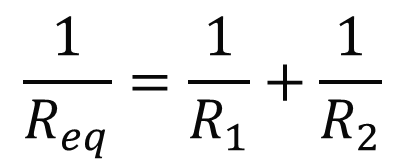 1/R_eq = 1/R_1 + 1/R_2